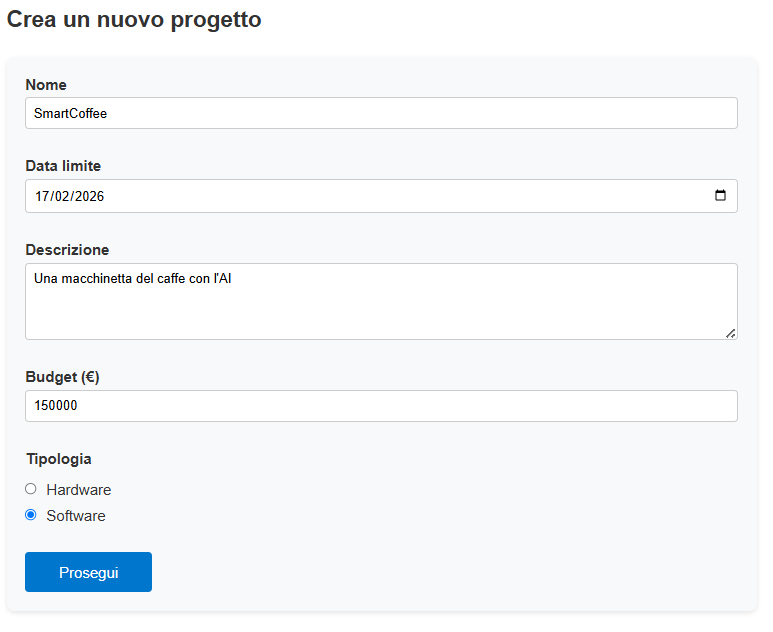 Crea un nuovo progetto
Nome
SmartCoffee
Data limite
17/02/2026
Descrizione
Una macchinetta del caffe con l'AI
Budget (€)
150000
Tipologia
Hardware
Software
Prosegui